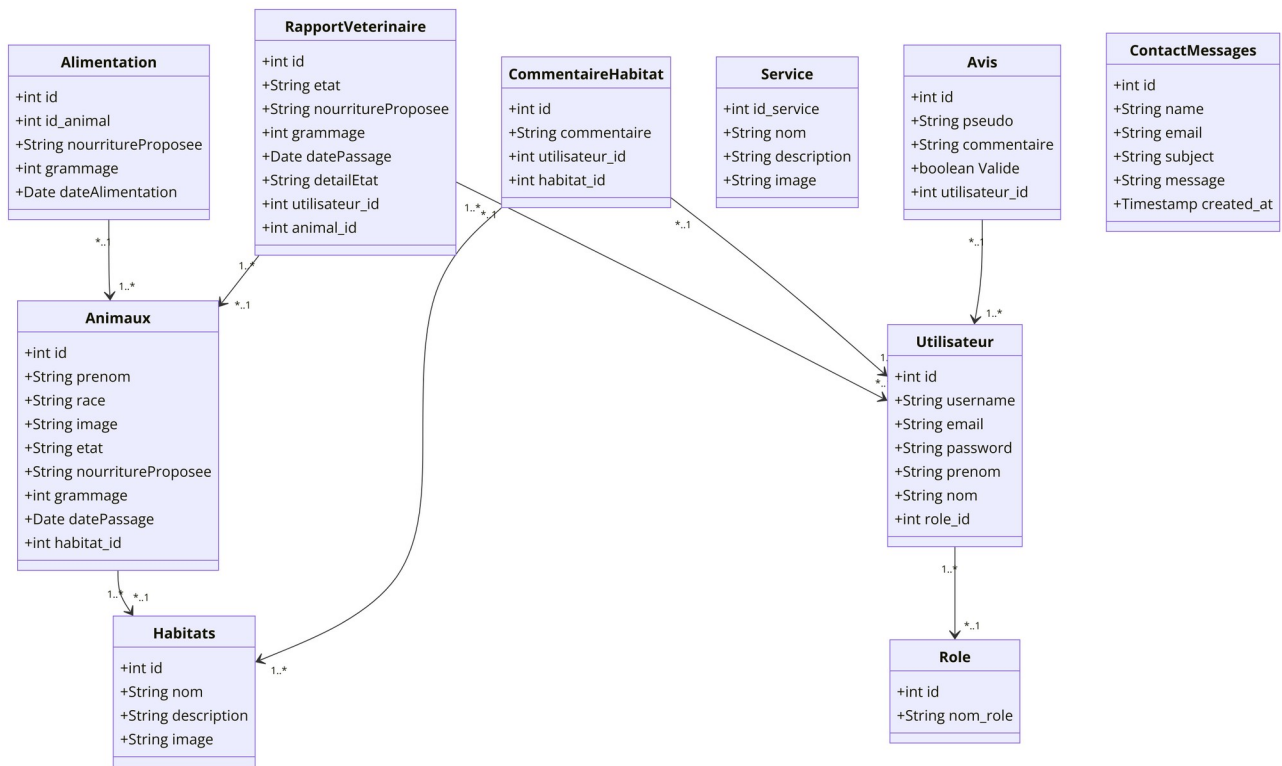 Alimentation
+int id
+int id_animal
+String nourritureProposee
+int grammage
+Date dateAlimentation
RapportVeterinaire
+int id
+String etat
+String nourritureProposee
+int grammage
+Date datePassage
+String detailEtat
+int utilisateur_id
+int animal_id
CommentaireHabitat
+int id
+String commentaire
+int utilisateur_id
+int habitat_id
Service
+int id_service
+String nom
+String description
+String image
Avis
+int id
+String pseudo
+String commentaire
+boolean Valide
+int utilisateur_id
ContactMessages
+int id
+String name
+String email
+String subject
+String message
+Timestamp created_at
*..1
1..*
1..*
*..1
1..*
*..1
*..1
*..1
1..*
1.
*..
Animaux
+int id
+String prenom
+String race
+String image
+String etat
+String nourritureProposee
+int grammage
+Date datePassage
+int habitat_id
Utilisateur
+int id
+String username
+String email
+String password
+String prenom
+String nom
+int role_id
1..*
*..1
1..*
1..*
*..1
Habitats
+int id
+String nom
+String description
+String image
Role
+int id
+String nom_role